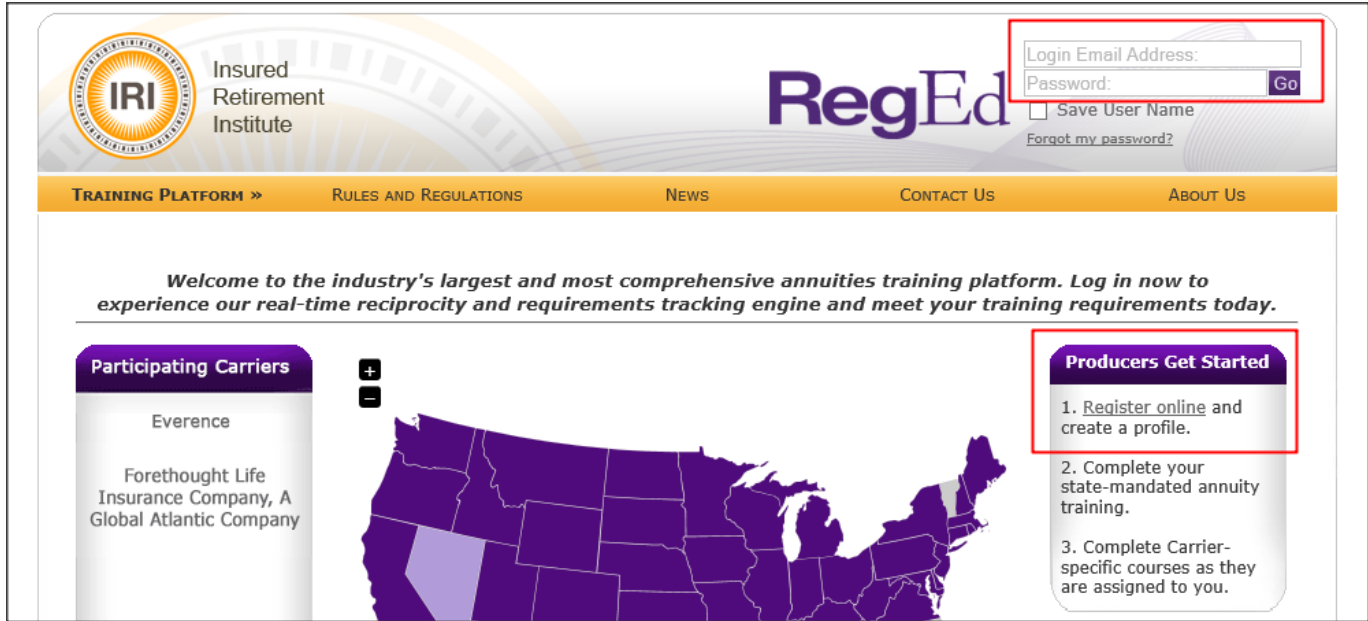 IRI
Insured
Retirement
Institute
RegEd
Login Email Address:
Password:
Go
Save User Name
Forgot my password?
TRAINING PLATFORM »
RULES AND REGULATIONS
NEWS
CONTACT US
ABOUT US
Welcome to the industry's largest and most comprehensive annuities training platform. Log in now to
experience our real-time reciprocity and requirements tracking engine and meet your training requirements today.
Participating Carriers
Everence
Forethought Life
Insurance Company, A
Global Atlantic Company
+
–
Producers Get Started
1. Register online and
create a profile.
2. Complete your
state-mandated annuity
training.
3. Complete Carrier-
specific courses as they
are assigned to you.